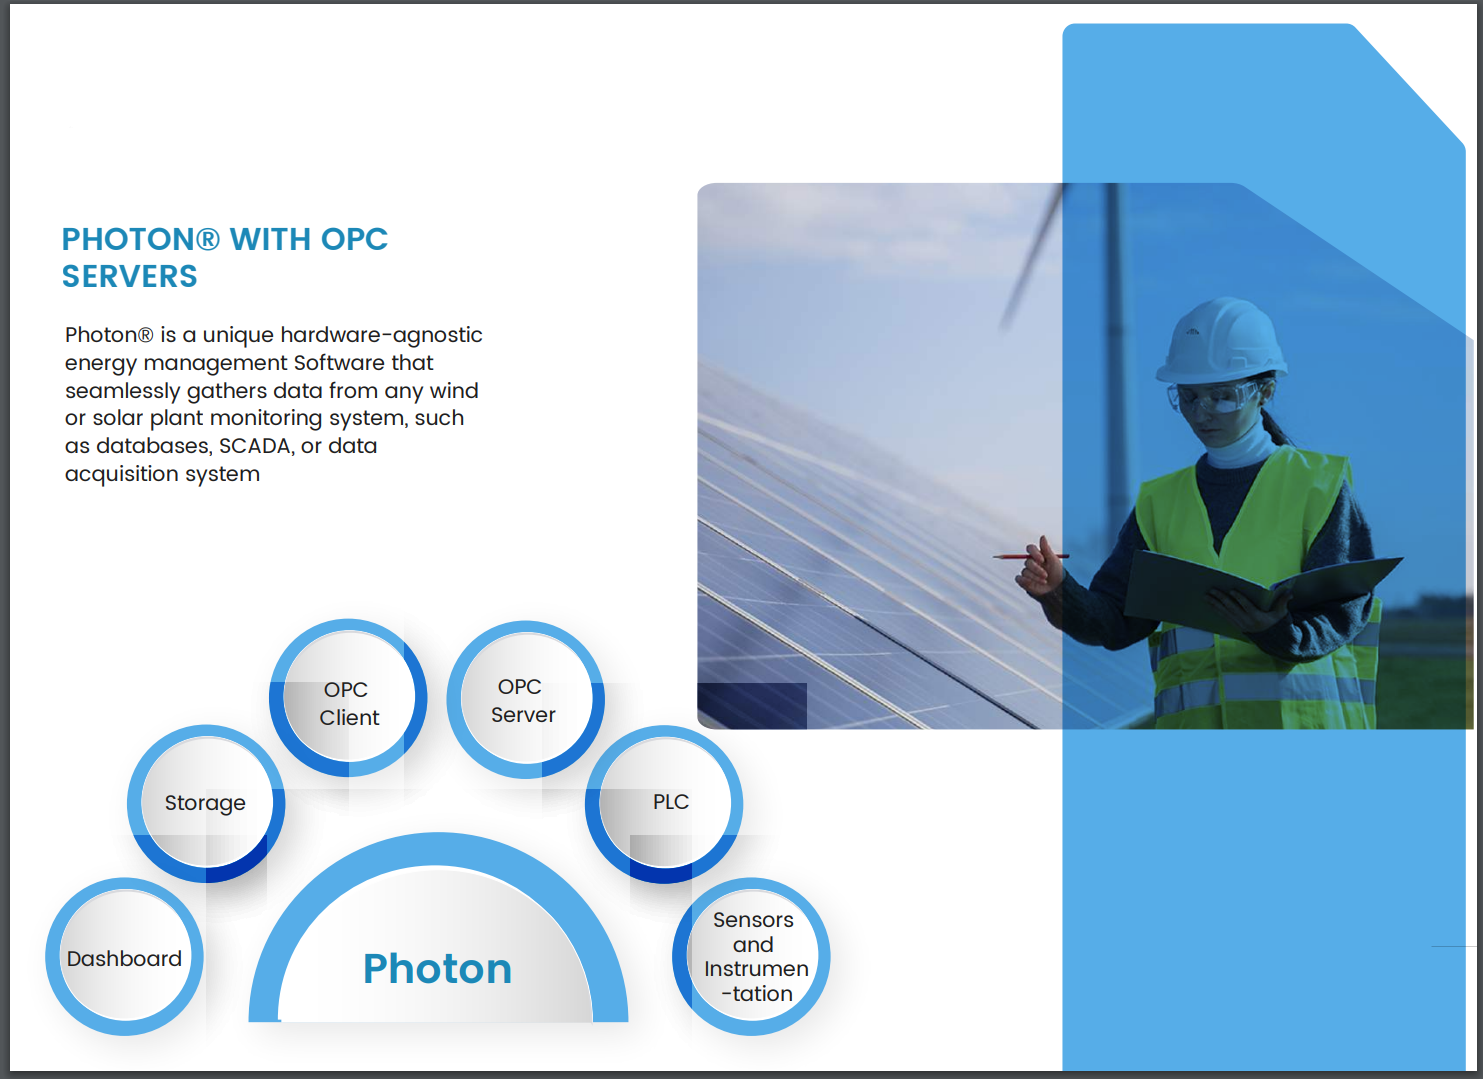 PHOTON® WITH OPC
SERVERS
Photon® is a unique hardware-agnostic
energy management Software that
seamlessly gathers data from any wind
or solar plant monitoring system, such
as databases, SCADA, or data
acquisition system
OPC
Client
OPC
Server
Storage
PLC
Dashboard
Photon
Sensors
and
Instrumen
-tation